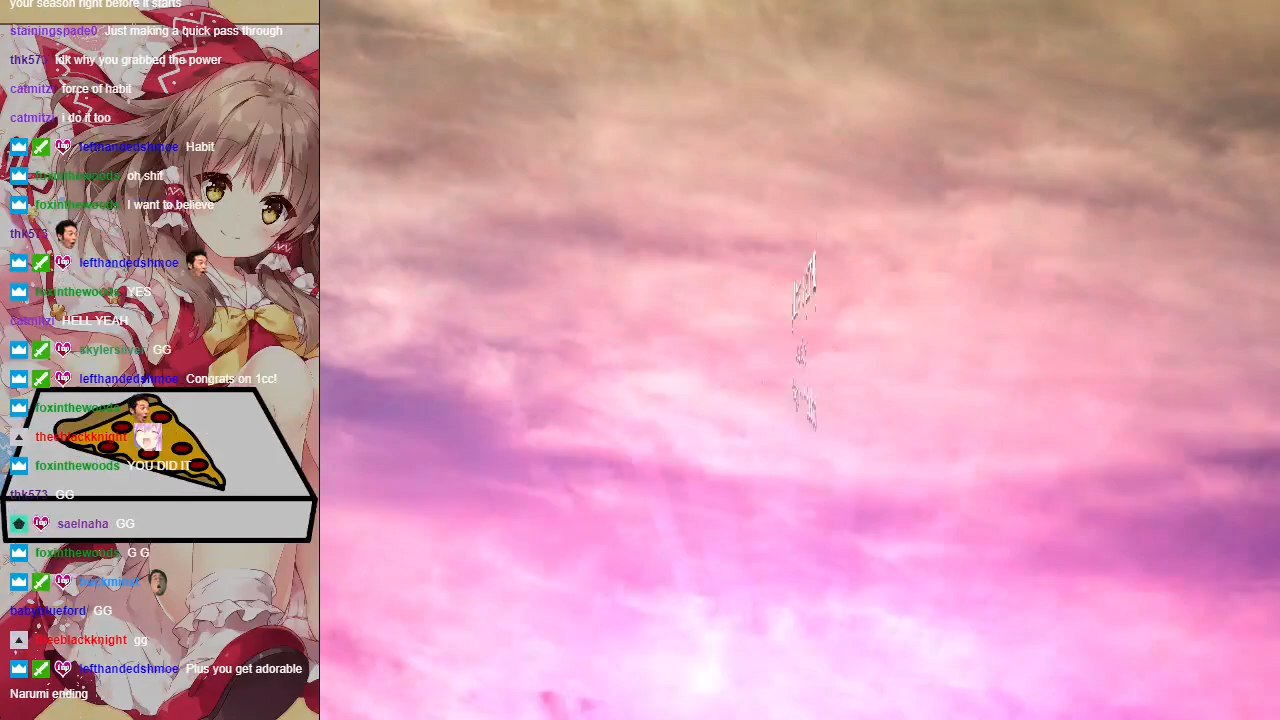 your season right before it starts
stainingspade0 Just making a quick pass through
thk573 idk why you grabbed the power
catmitzi force of habit
catmitzi i do it too
lefthandedshmoe Habit
foxinthewoods oh shit
foxinthewoods I want to believe
thk573
lefthandedshmoe
foxinthewoods YES
catmitzi HELL YEAH
skylersilver GG
lefthandedshmoe Congrats on 1cc!
foxinthewoods
theeblackknight
foxinthewoods YOU DID IT
thk573 GG
saeinaha GG
foxinthewoods G G
babyblueford GG
theeblackknight gg
lefthandedshmoe Plus you get adorable
Narumi ending